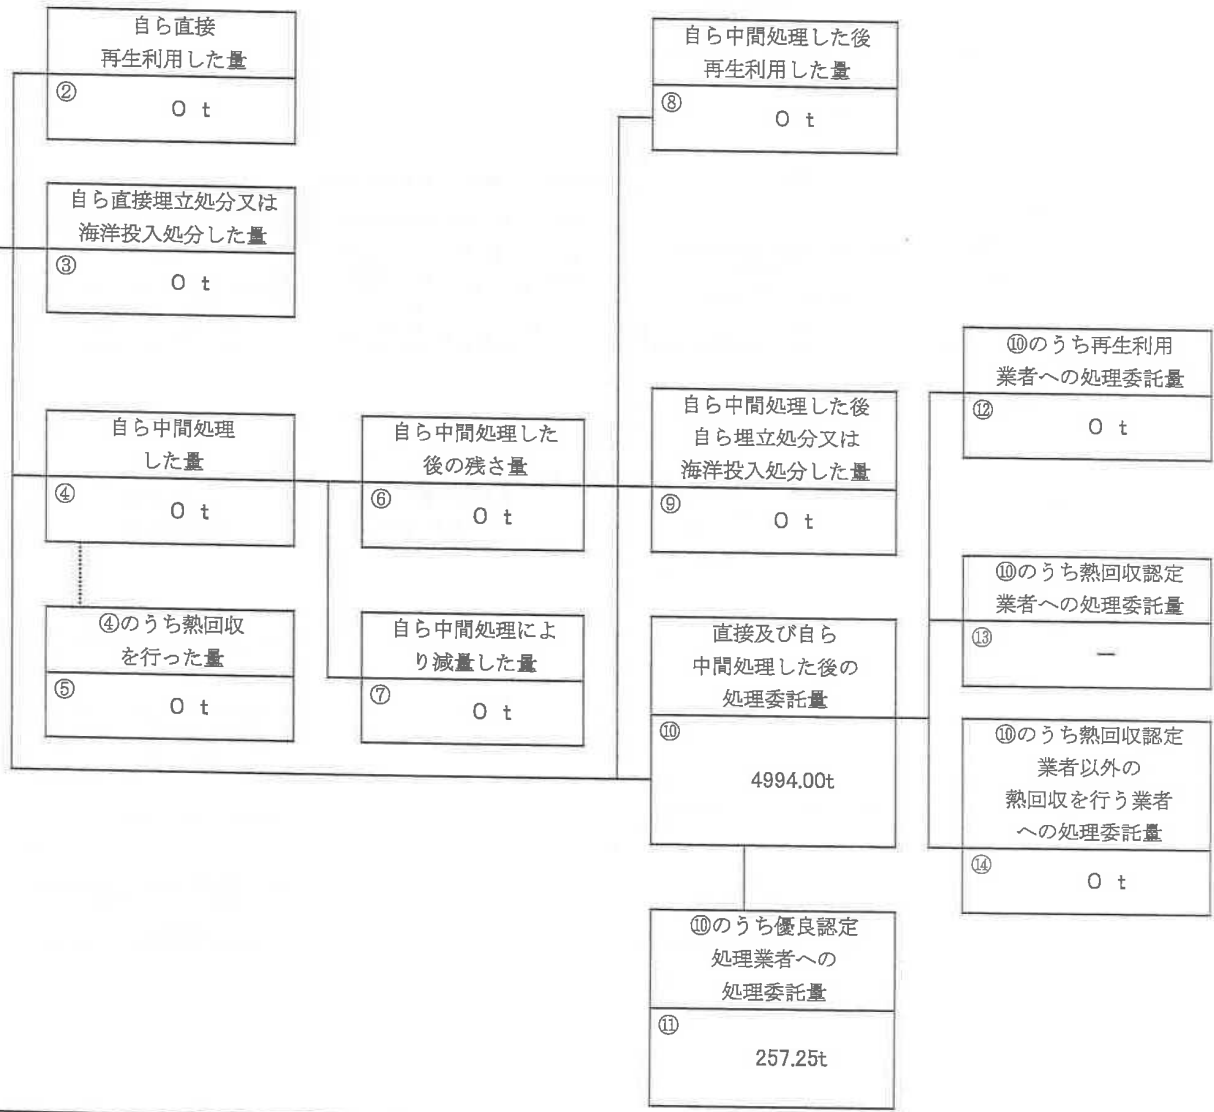 自ら直接
再生利用した量
②
0 t
自ら直接埋立処分又は
海洋投入処分した量
③
0 t
自ら中間処理
した量
④
0 t
④のうち熱回収
を行った量
⑤
0 t
自ら中間処理した
後の残さ量
⑥
0 t
自ら中間処理によ
り減量した量
⑦
0 t
自ら中間処理した後
再生利用した量
⑧
0 t
自ら中間処理した後
自ら埋立処分又は
海洋投入処分した量
⑨
0 t
直接及び自ら
中間処理した後の
処理委託量
⑩
4994.00t
⑩のうち優良認定
処理業者への
処理委託量
⑪
257.25t
⑩のうち再生利用
業者への処理委託量
⑫
0 t
⑩のうち熱回収認定
業者への処理委託量
⑬
ー
⑩のうち熱回収認定
業者以外の
熱回収を行う業者
への処理委託量
⑭
0 t